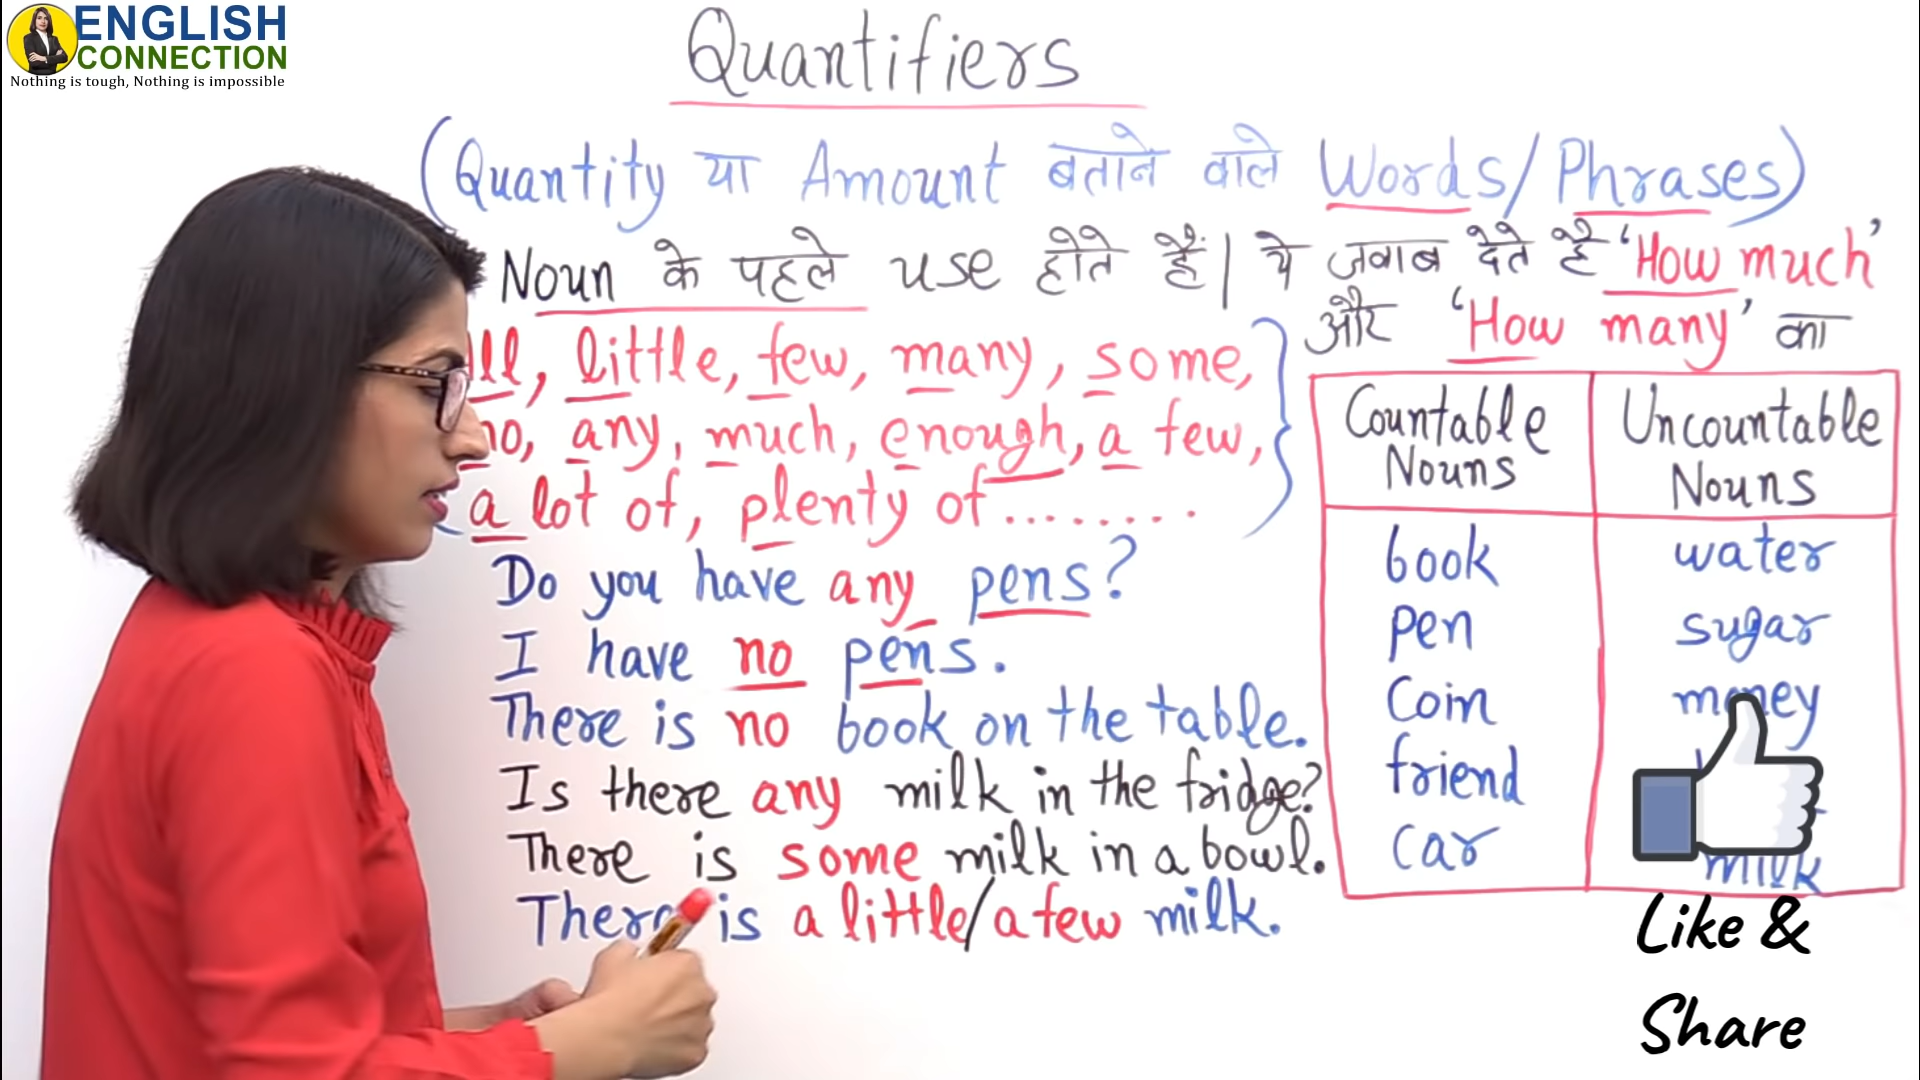 ENGLISH
CONNECTION
Nothing is tough, Nothing is impossible
Quantifiers
(Quantity या Amount बताने वाले Words/Phrases)
Noun के पहले use होते हैं| ये जवाब देते है 'How much'
और 'How many' का
little, few, many, some,
no, any, much, enough, a few,
a lot of, plenty of ........
Do you have any pens?
I have no pens.
There is no book on the table.
Is there any milk in the fridge?
There is some milk in a bowl.
There is a little/a few milk.
Countable Nouns
Uncountable Nouns
book
water
pen
sugar
Coin
money
friend
car
milk
Like &
Share